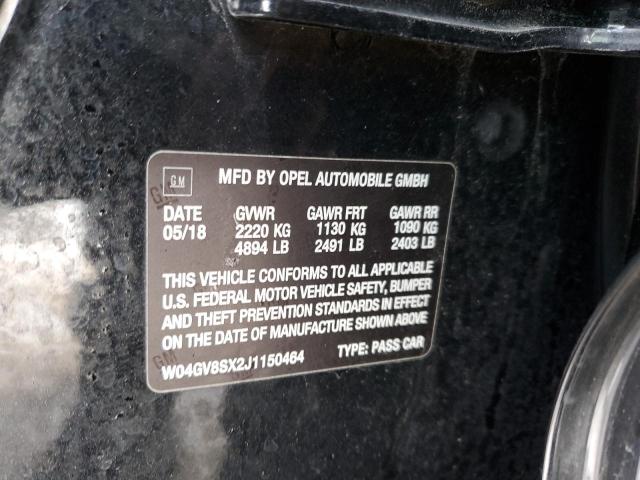 GM MFD BY OPEL AUTOMOBILE GMBH
DATE GVWR GAWR FRT GAWR RR
05/18 2220 KG 1130 KG 1090 KG
4894 LB 2491 LB 2403 LB
THIS VEHICLE CONFORMS TO ALL APPLICABLE
U.S. FEDERAL MOTOR VEHICLE SAFETY, BUMPER
AND THEFT PREVENTION STANDARDS IN EFFECT
ON THE DATE OF MANUFACTURE SHOWN ABOVE
W04GV8SX2J1150464 TYPE: PASS CAR